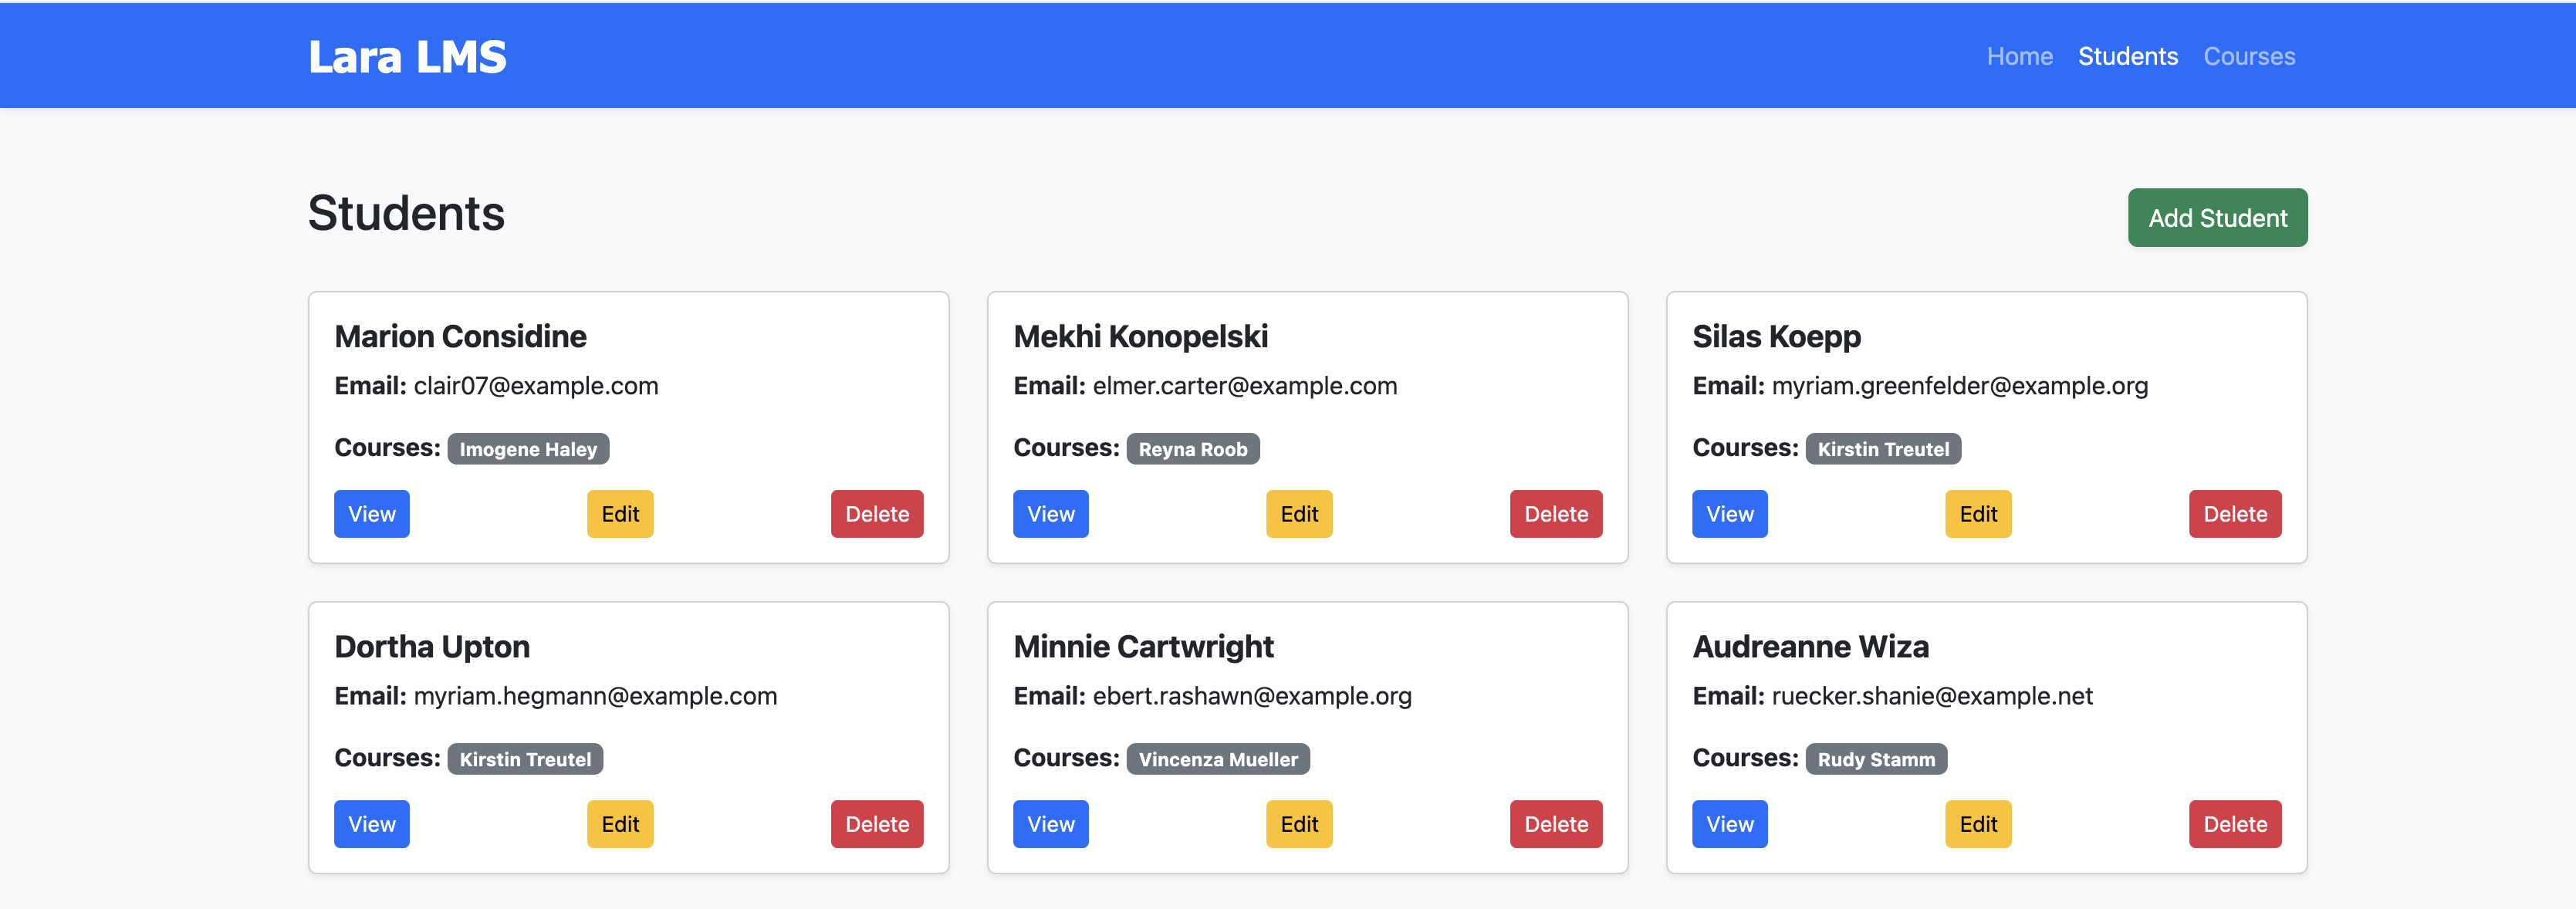 Lara LMS
Home Students Courses
Students
Add Student
Marion Considine
Email: clair07@example.com
Courses: Imogene Haley
View Edit Delete
Mekhi Konopelski
Email: elmer.carter@example.com
Courses: Reyna Roob
View Edit Delete
Silas Koepp
Email: myriam.greenfelder@example.org
Courses: Kirstin Treutel
View Edit Delete
Dortha Upton
Email: myriam.hegmann@example.com
Courses: Kirstin Treutel
View Edit Delete
Minnie Cartwright
Email: ebert.rashawn@example.org
Courses: Vincenza Mueller
View Edit Delete
Audreanne Wiza
Email: ruecker.shanie@example.net
Courses: Rudy Stamm
View Edit Delete